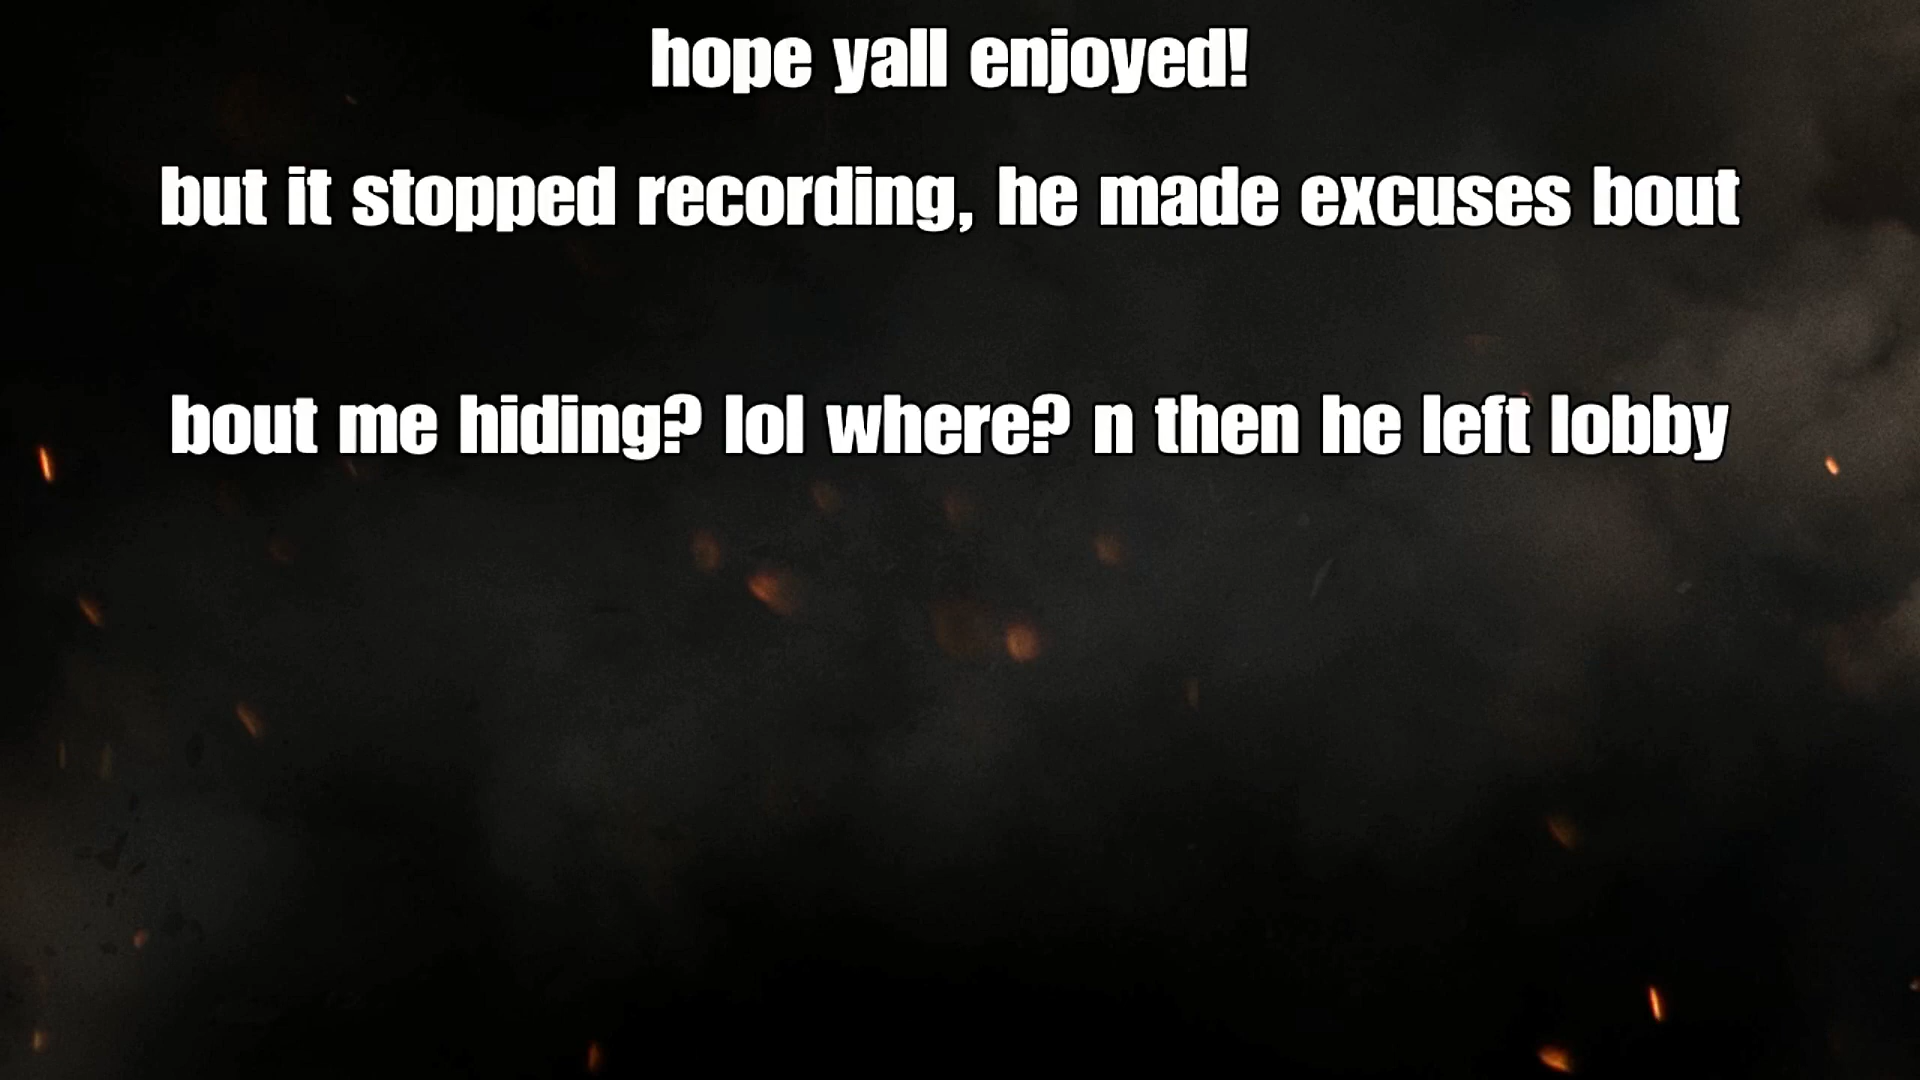 hope yall enjoyed!
but it stopped recording, he made excuses bout
bout me hiding? lol where? n then he left lobby